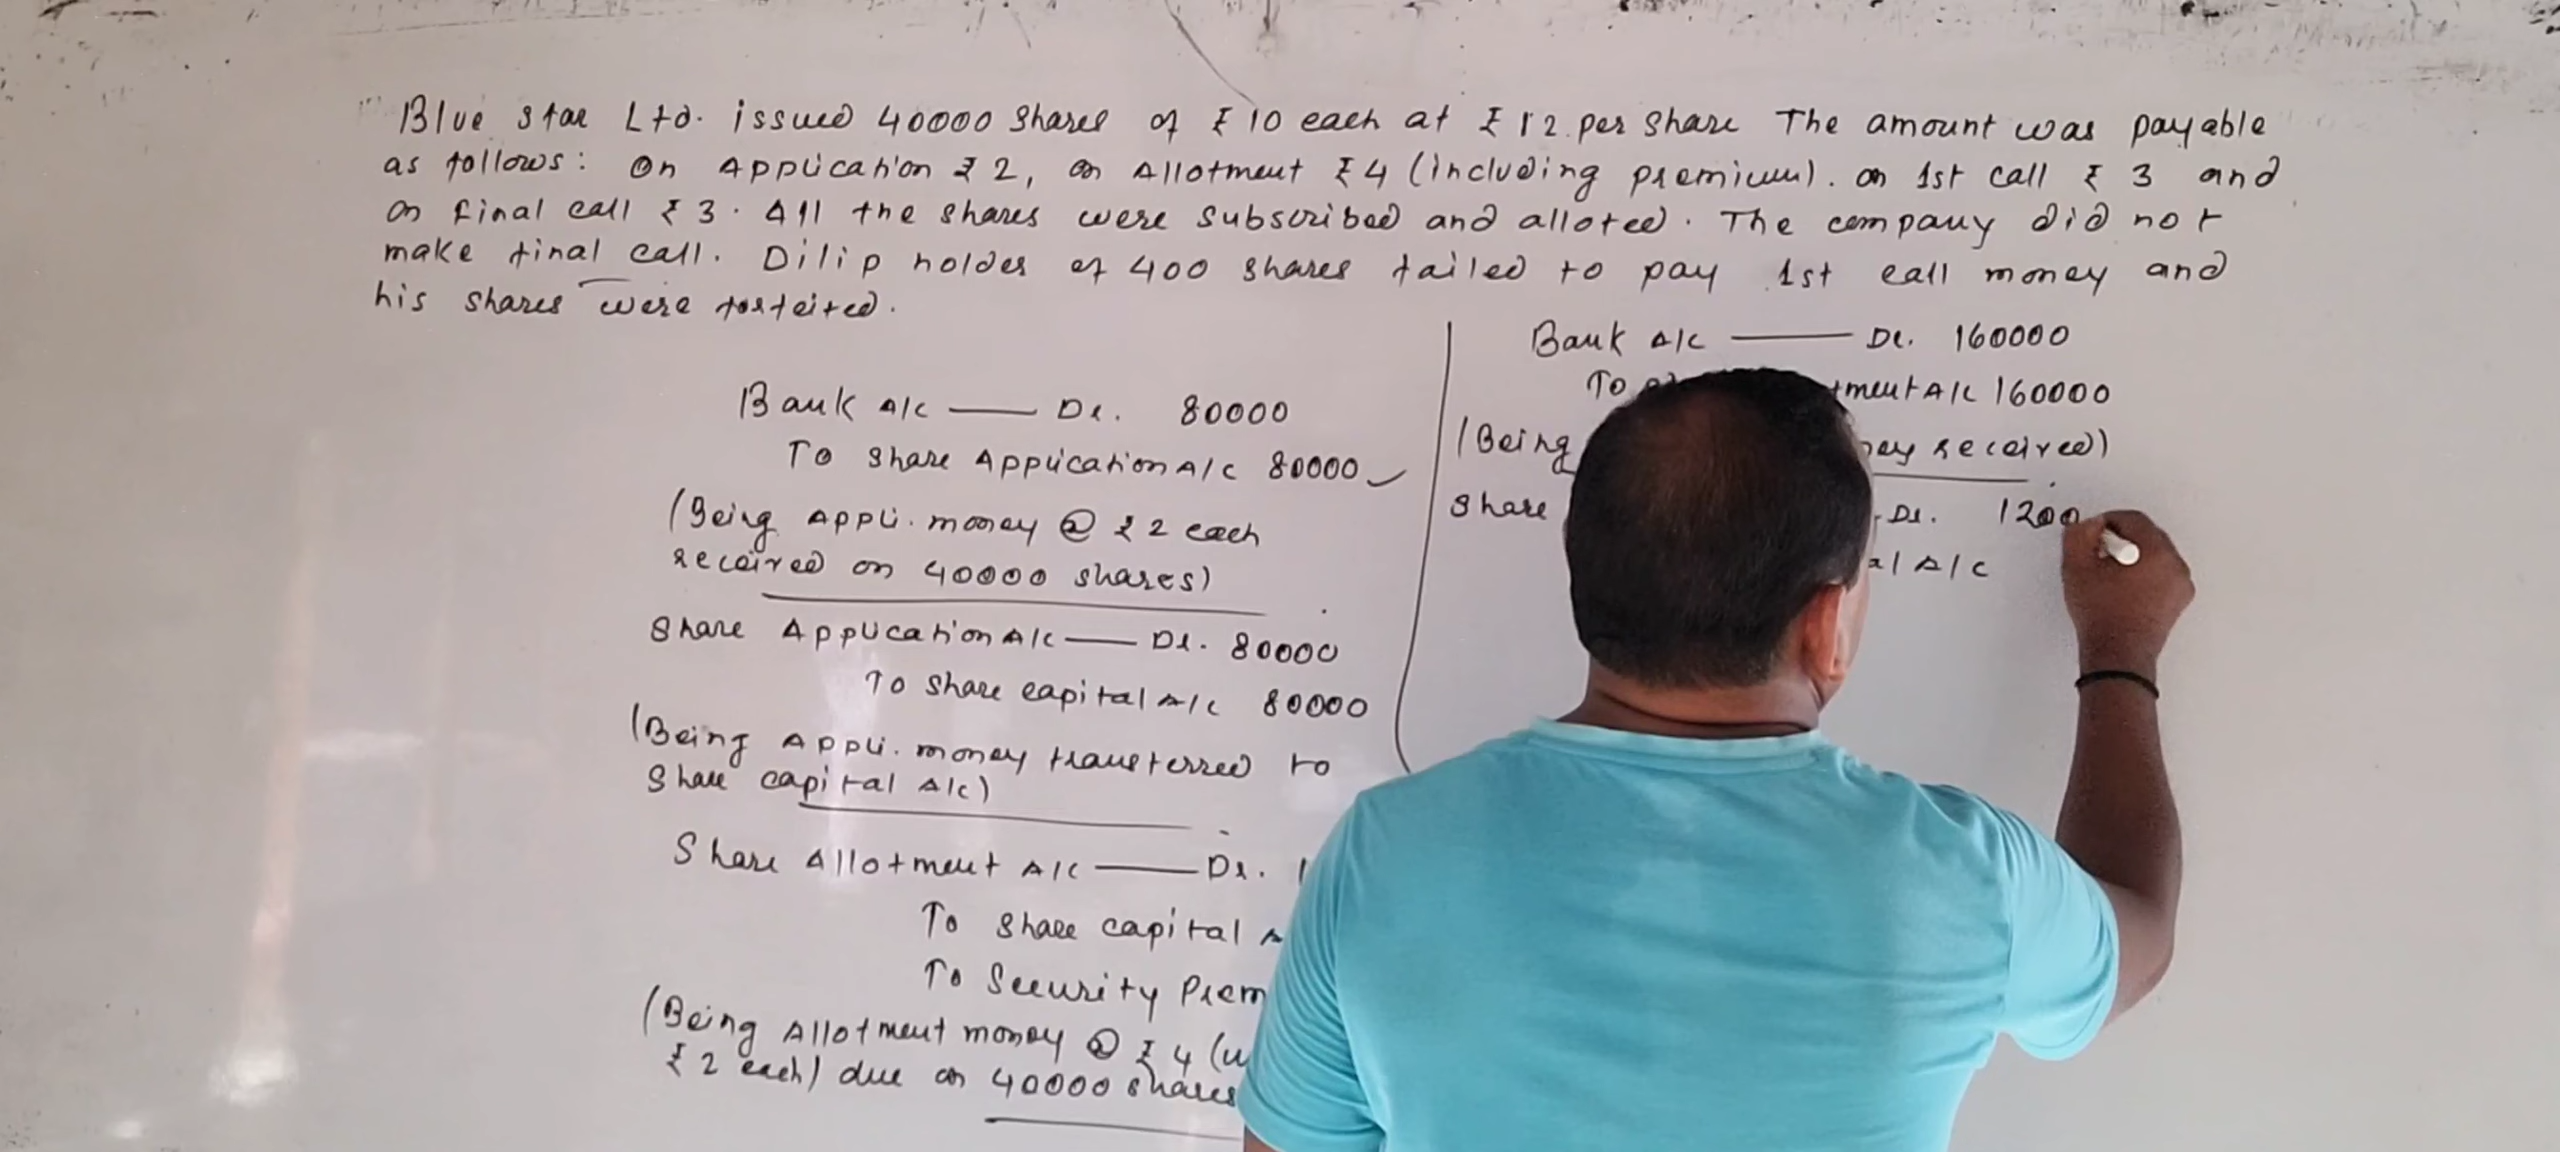 Blue Star Ltd. issued 40000 shares of ₹ 10 each at ₹ 12 per share The amount was payable
as follows: On Application ₹ 2, on Allotment ₹ 4 (including premium). on 1st call ₹ 3 and
on final call ₹ 3. All the shares were subscribed and alloted. The company did not
make final call. Dilip holder of 400 shares failed to pay 1st call money and
his shares were forfeited.
Bank A/c — Dr. 80000
To Share Application A/c 80000
(Being Appli. money @ ₹ 2 each
received on 40000 shares)
Share Application A/c — Dr. 80000
To Share capital A/c 80000
(Being Appli. money transferred to
Share capital A/c)
Share Allotment A/c — Dr. 1
To Share capital A
To Security Prem
(Being Allotment money @ ₹ 4
₹ 2 each) due on 40000 shares
Bank A/c — Dr. 160000
To tment A/c 160000
(Being ney received)
Share Dr. 1200
al A/c